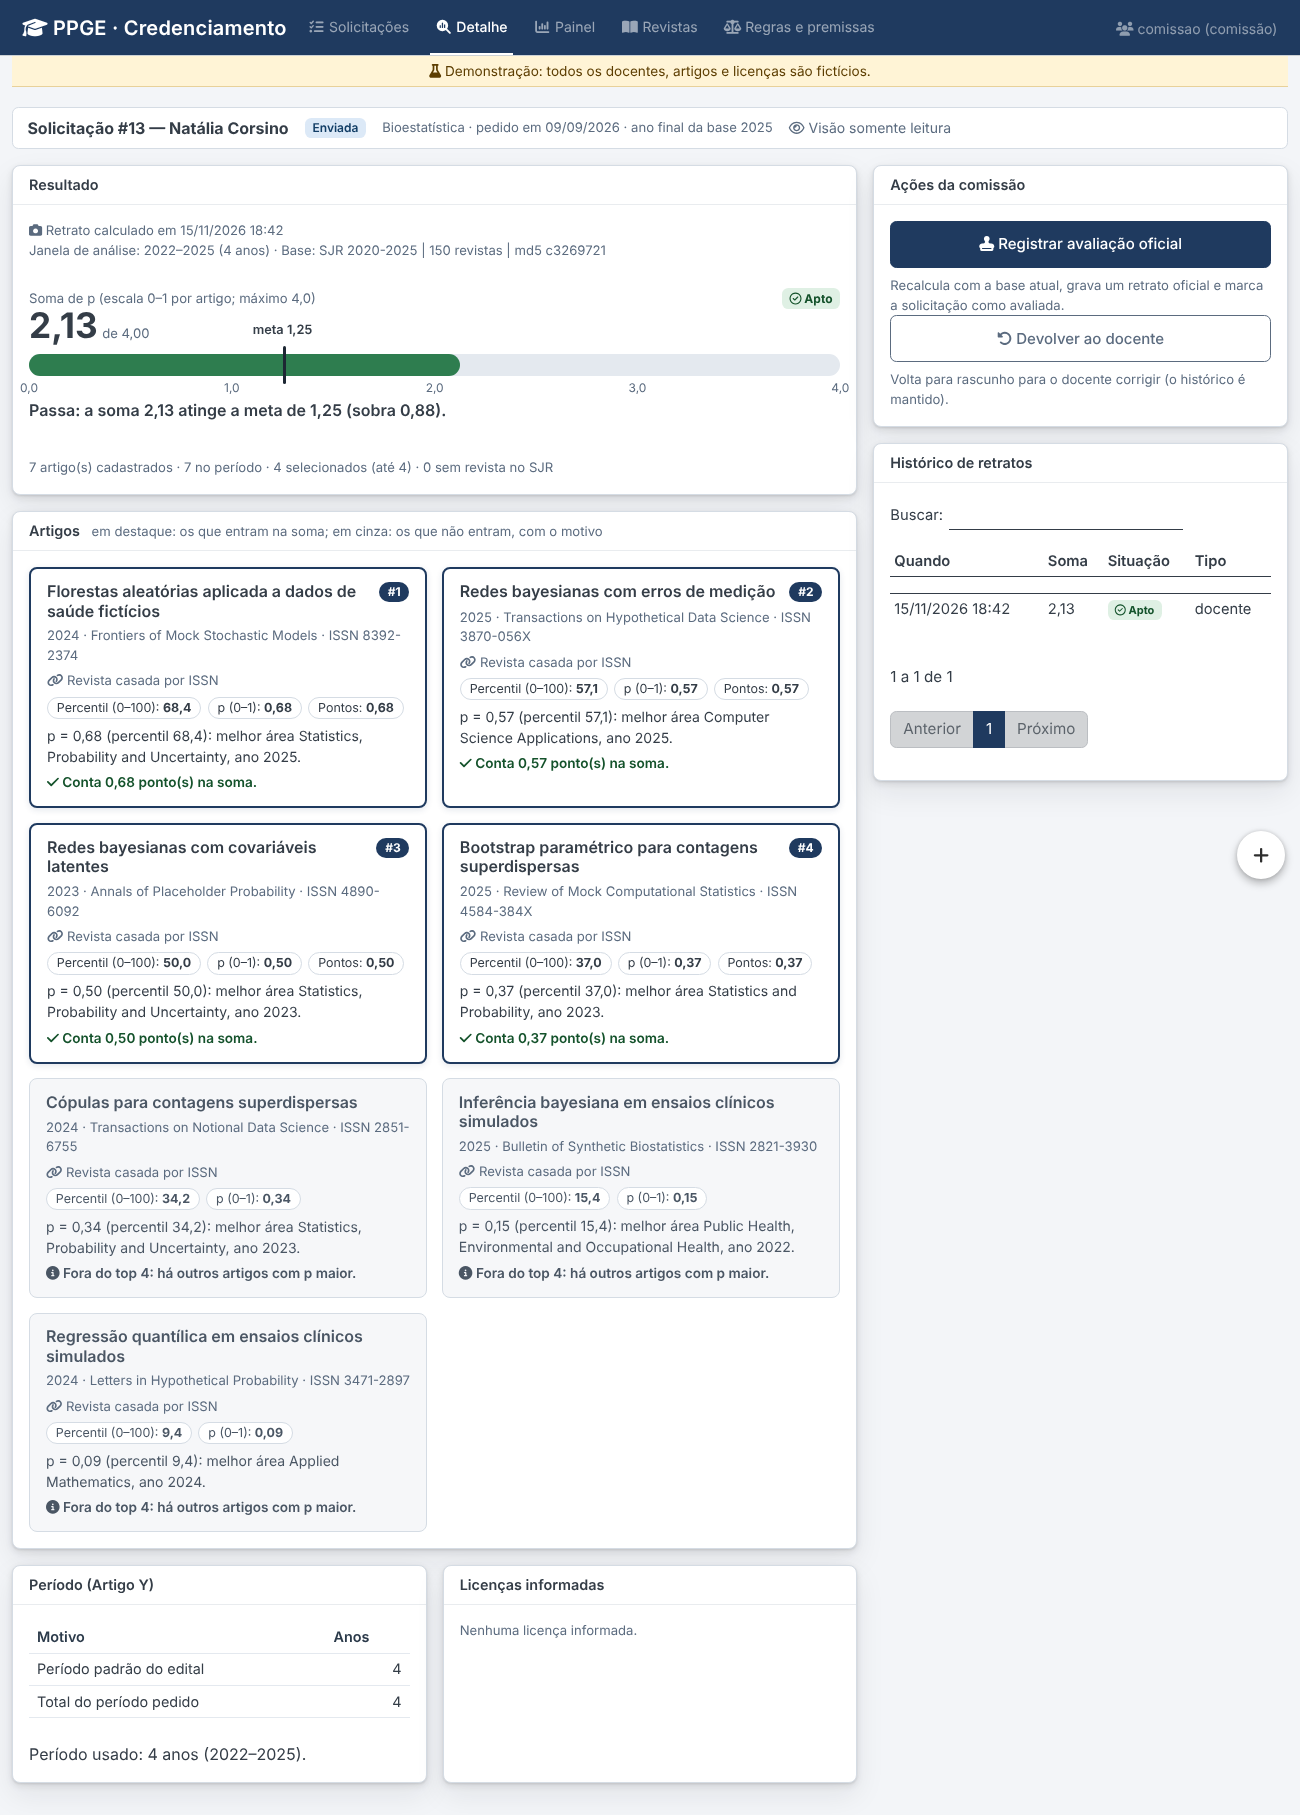 PPGE · Credenciamento
Solicitações
Detalhe
Painel
Revistas
Regras e premissas
comissao (comissão)
Demonstração: todos os docentes, artigos e licenças são fictícios.
Solicitação #13 — Natália Corsino
Enviada
Bioestatística · pedido em 09/09/2026 · ano final da base 2025
Visão somente leitura
Resultado
Retrato calculado em 15/11/2026 18:42
Janela de análise: 2022–2025 (4 anos) · Base: SJR 2020-2025 | 150 revistas | md5 c3269721
Soma de p (escala 0–1 por artigo; máximo 4,0)
Apto
2,13 de 4,00
meta 1,25
0,0
1,0
2,0
3,0
4,0
Passa: a soma 2,13 atinge a meta de 1,25 (sobra 0,88).
7 artigo(s) cadastrados · 7 no período · 4 selecionados (até 4) · 0 sem revista no SJR
Artigos
em destaque: os que entram na soma; em cinza: os que não entram, com o motivo
Florestas aleatórias aplicada a dados de
saúde fictícios
#1
2024 · Frontiers of Mock Stochastic Models · ISSN 8392-
2374
Revista casada por ISSN
Percentil (0–100): 68,4
p (0–1): 0,68
Pontos: 0,68
p = 0,68 (percentil 68,4): melhor área Statistics,
Probability and Uncertainty, ano 2025.
Conta 0,68 ponto(s) na soma.
Redes bayesianas com erros de medição
#2
2025 · Transactions on Hypothetical Data Science · ISSN
3870-056X
Revista casada por ISSN
Percentil (0–100): 57,1
p (0–1): 0,57
Pontos: 0,57
p = 0,57 (percentil 57,1): melhor área Computer
Science Applications, ano 2025.
Conta 0,57 ponto(s) na soma.
Redes bayesianas com covariáveis
latentes
#3
2023 · Annals of Placeholder Probability · ISSN 4890-
6092
Revista casada por ISSN
Percentil (0–100): 50,0
p (0–1): 0,50
Pontos: 0,50
p = 0,50 (percentil 50,0): melhor área Statistics,
Probability and Uncertainty, ano 2023.
Conta 0,50 ponto(s) na soma.
Bootstrap paramétrico para contagens
superdispersas
#4
2025 · Review of Mock Computational Statistics · ISSN
4584-384X
Revista casada por ISSN
Percentil (0–100): 37,0
p (0–1): 0,37
Pontos: 0,37
p = 0,37 (percentil 37,0): melhor área Statistics and
Probability, ano 2023.
Conta 0,37 ponto(s) na soma.
Cópulas para contagens superdispersas
2024 · Transactions on Notional Data Science · ISSN 2851-
6755
Revista casada por ISSN
Percentil (0–100): 34,2
p (0–1): 0,34
p = 0,34 (percentil 34,2): melhor área Statistics,
Probability and Uncertainty, ano 2023.
Fora do top 4: há outros artigos com p maior.
Inferência bayesiana em ensaios clínicos
simulados
2025 · Bulletin of Synthetic Biostatistics · ISSN 2821-3930
Revista casada por ISSN
Percentil (0–100): 15,4
p (0–1): 0,15
p = 0,15 (percentil 15,4): melhor área Public Health,
Environmental and Occupational Health, ano 2022.
Fora do top 4: há outros artigos com p maior.
Regressão quantílica em ensaios clínicos
simulados
2024 · Letters in Hypothetical Probability · ISSN 3471-2897
Revista casada por ISSN
Percentil (0–100): 9,4
p (0–1): 0,09
p = 0,09 (percentil 9,4): melhor área Applied
Mathematics, ano 2024.
Fora do top 4: há outros artigos com p maior.
Período (Artigo Y)
Motivo Anos
Período padrão do edital 4
Total do período pedido 4
Período usado: 4 anos (2022–2025).
Licenças informadas
Nenhuma licença informada.
Ações da comissão
Registrar avaliação oficial
Recalcula com a base atual, grava um retrato oficial e marca
a solicitação como avaliada.
Devolver ao docente
Volta para rascunho para o docente corrigir (o histórico é
mantido).
Histórico de retratos
Buscar:
Quando Soma Situação Tipo
15/11/2026 18:42 2,13 Apto docente
1 a 1 de 1
Anterior 1 Próximo
+